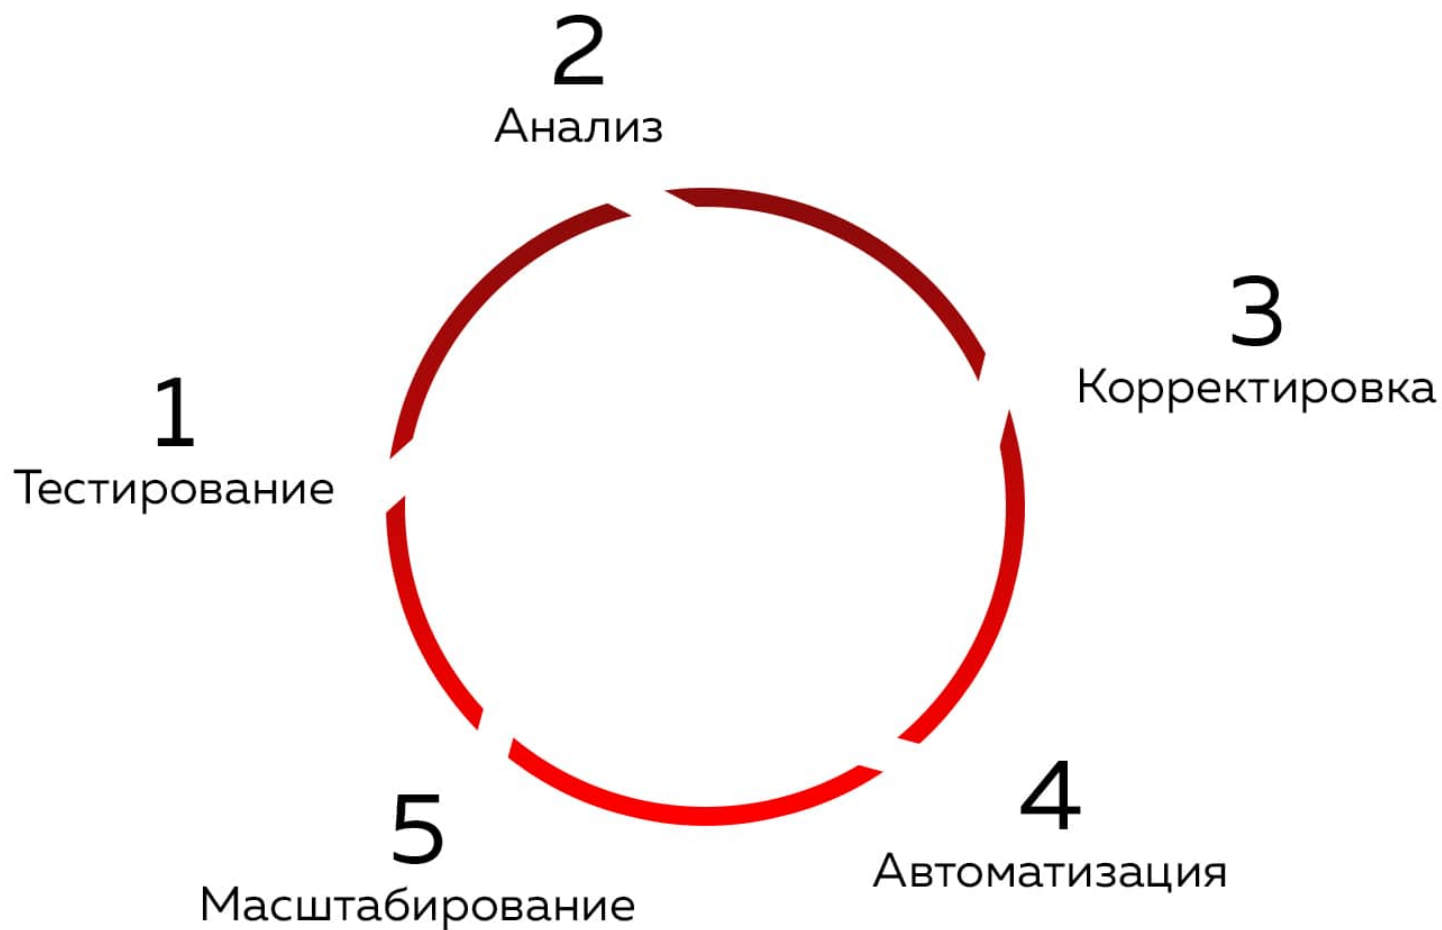 1
Тестирование
2
Анализ
3
Корректировка
4
Автоматизация
5
Масштабирование